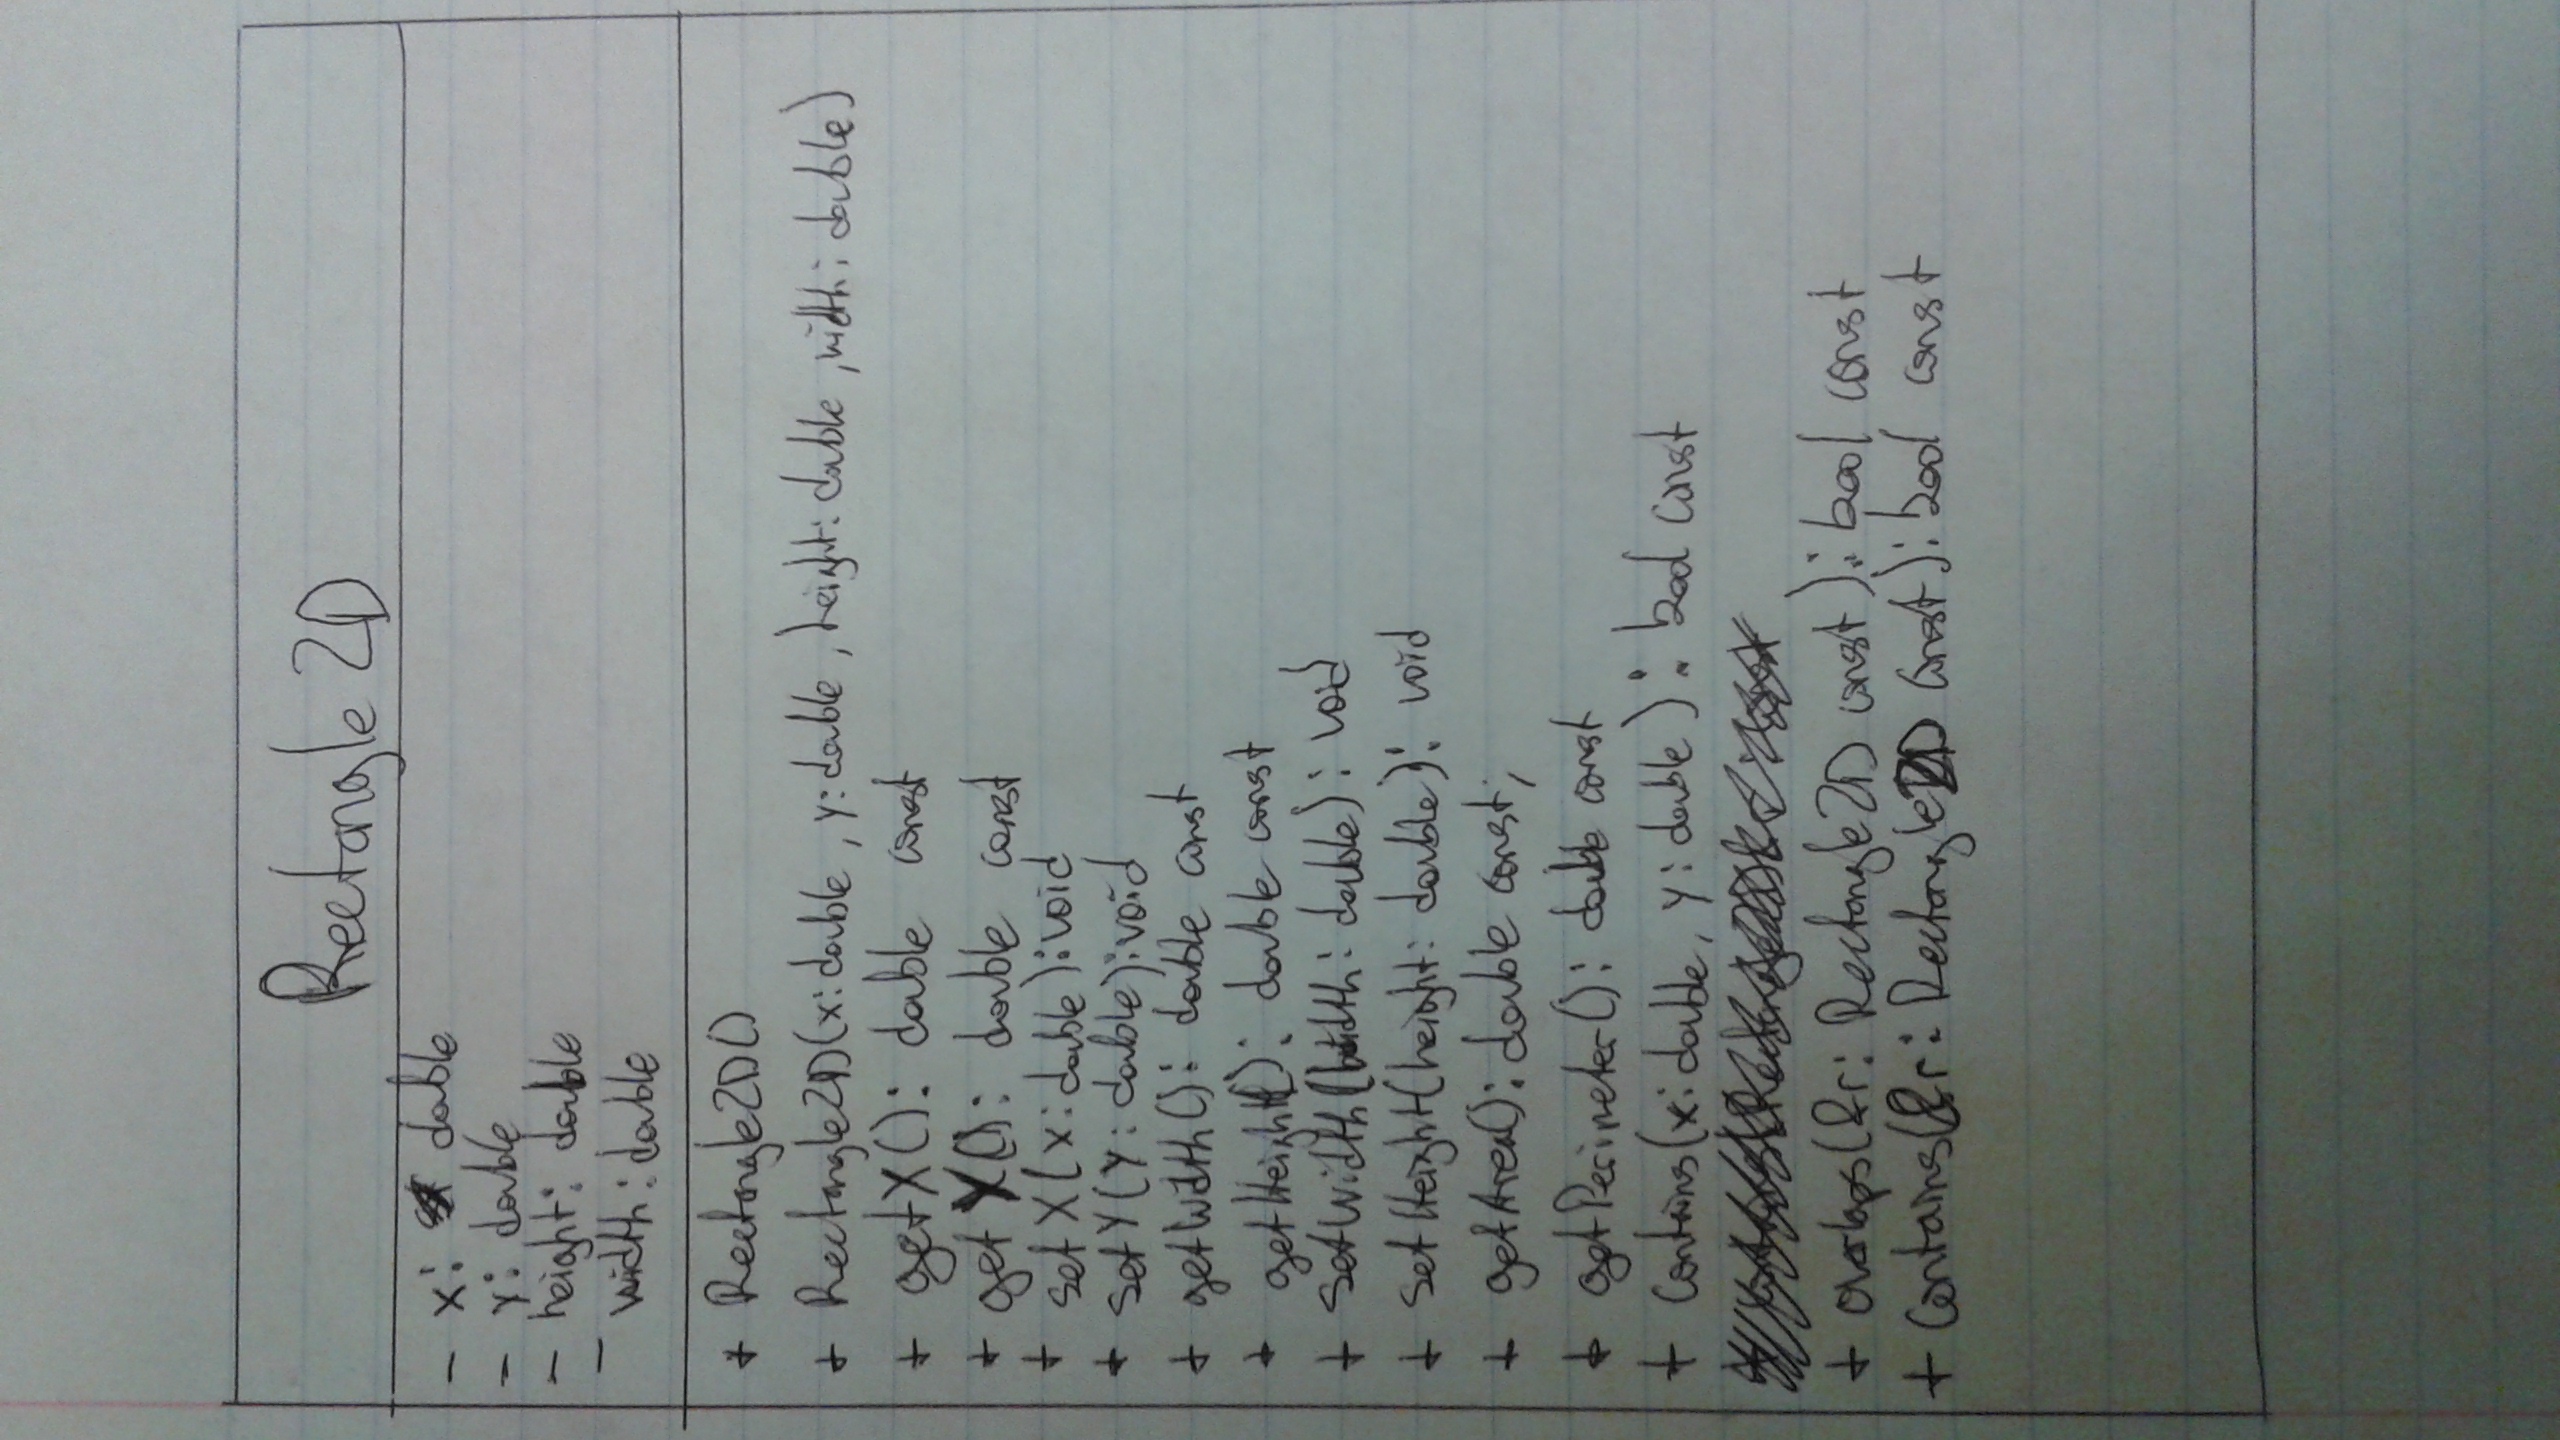 Rectangle2D
- x: double
- y: double
- height: double
- width: double
+ Rectangle2D()
+ Rectangle2D(x: double, y: double, height: double, width: double)
+ getX(): double const
+ getY(): double const
+ setX(x: double): void
+ setY(y: double): void
+ getWidth(): double const
+ getHeight(): double const
+ setWidth(width: double): void
+ setHeight(height: double): void
+ getArea(): double const;
+ getPerimeter(): double const
+ contains(x: double, y: double): bool const
+ overlaps(&r: Rectangle2D const): bool const
+ contains(&r: Rectangle2D const): bool const